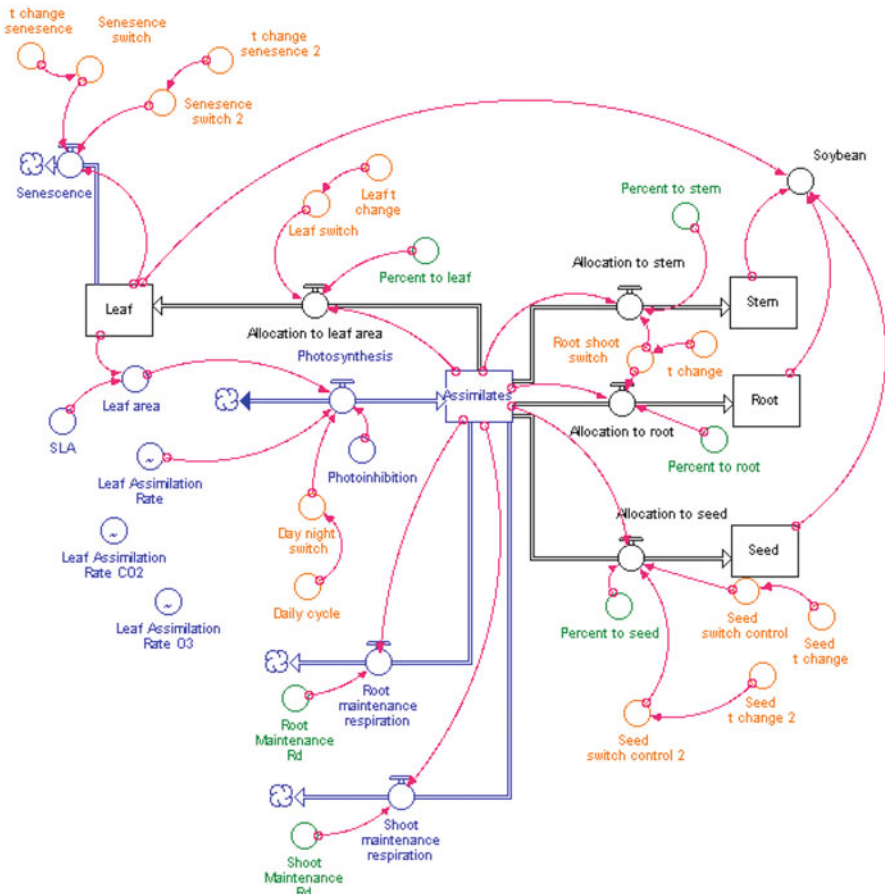 t change
senesence
Senesence
switch
t change
senesence 2
Senesence
switch 2
Senescence
Soybean
Leaf t
change
Leaf switch
Percent to stem
Percent to leaf
Allocation to stem
Leaf
Stem
Allocation to leaf area
Photosynthesis
Root shoot
switch
t change
Assimilates
Root
Leaf area
SLA
Allocation to root
Percent to root
Photoinhibition
Leaf Assimilation
Rate
Allocation to seed
Day night
switch
Leaf Assimilation
Rate CO2
Seed
Daily cycle
Leaf Assimilation
Rate O3
Percent to seed
Seed
switch control
Seed
t change
Root
maintenance
respiration
Root
Maintenance
Rd
Seed
t change 2
Seed
switch control 2
Shoot
maintenance
respiration
Shoot
Maintenance
Rd